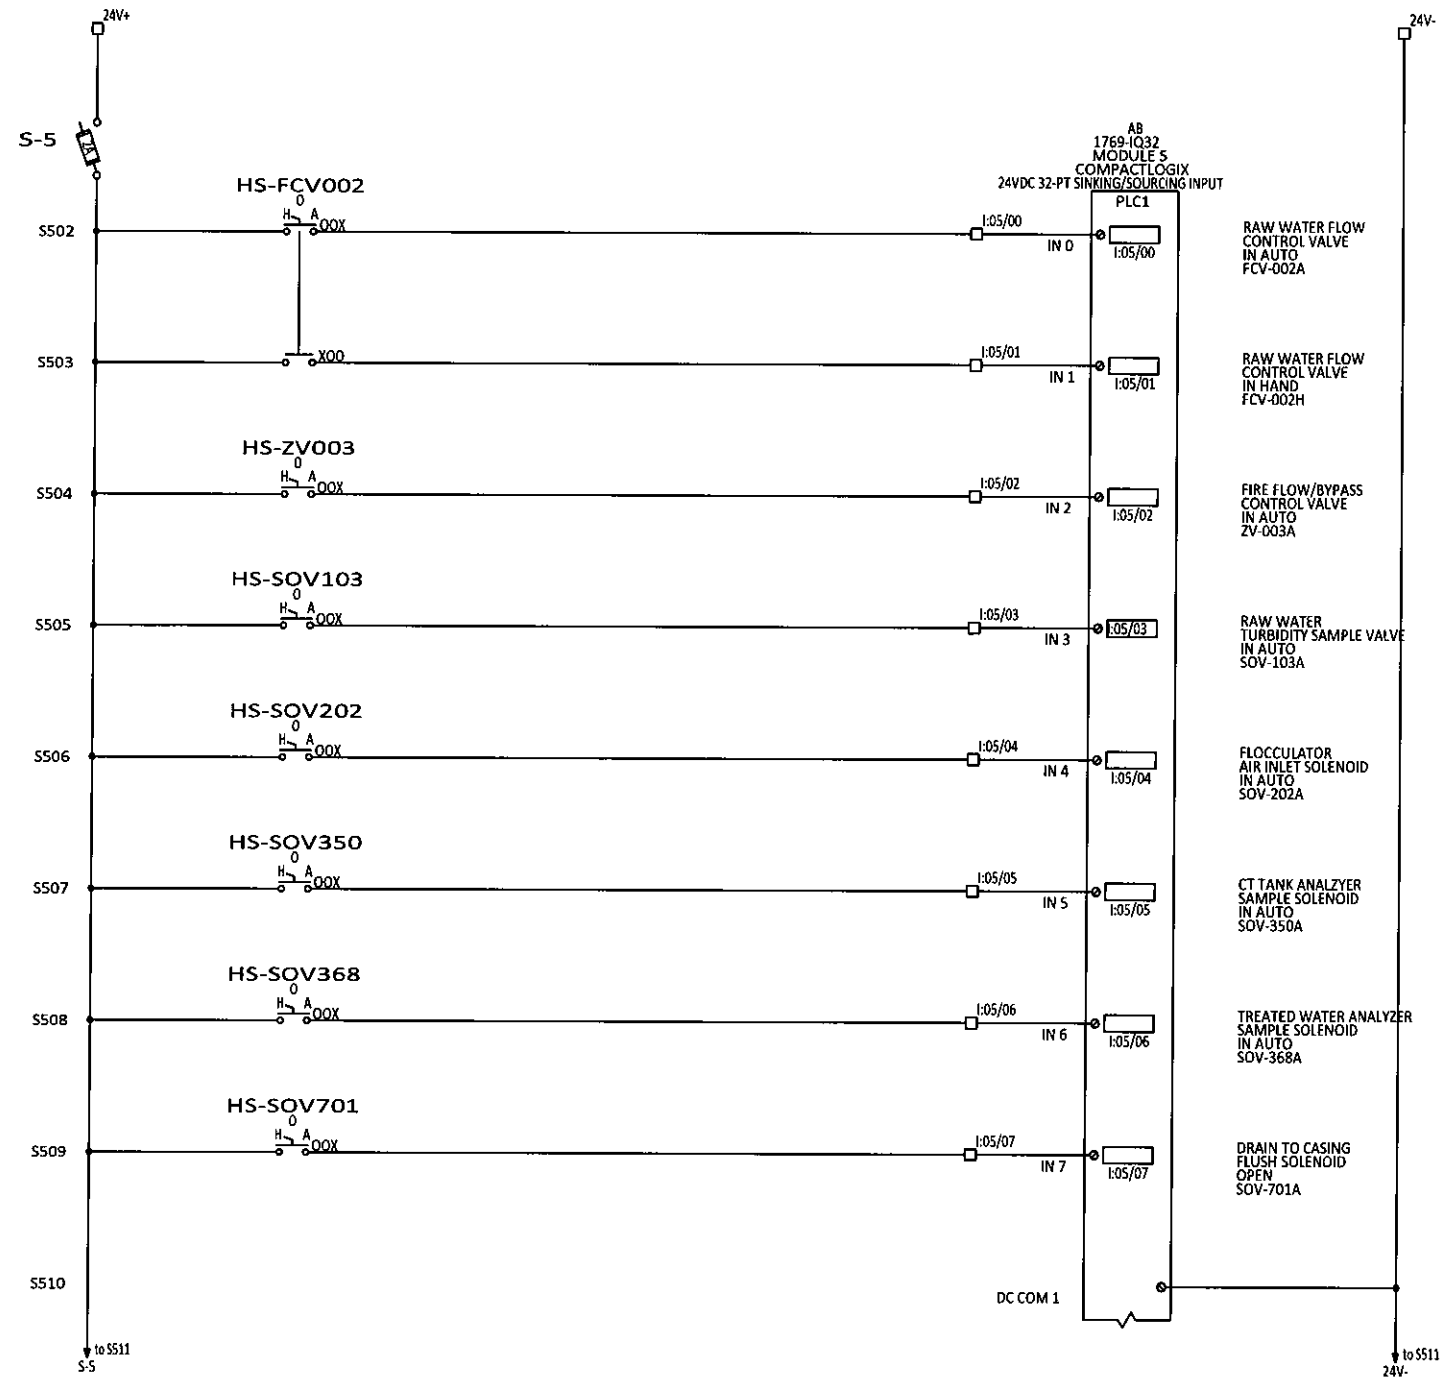 24V+
24V-
S-5
2A
AB
1769-IQ32
MODULE 5
COMPACTLOGIX
24VDC 32-PT SINKING/SOURCING INPUT
PLC1
HS-FCV002
O
H A
OOX
S502
I:05/00
IN 0
I:05/00
RAW WATER FLOW
CONTROL VALVE
IN AUTO
FCV-002A
S503
XOO
I:05/01
IN 1
I:05/01
RAW WATER FLOW
CONTROL VALVE
IN HAND
FCV-002H
HS-ZV003
O
H A
OOX
S504
I:05/02
IN 2
I:05/02
FIRE FLOW/BYPASS
CONTROL VALVE
IN AUTO
ZV-003A
HS-SOV103
O
H A
OOX
S505
I:05/03
IN 3
I:05/03
RAW WATER
TURBIDITY SAMPLE VALVE
IN AUTO
SOV-103A
HS-SOV202
O
H A
OOX
S506
I:05/04
IN 4
I:05/04
FLOCCULATOR
AIR INLET SOLENOID
IN AUTO
SOV-202A
HS-SOV350
O
H A
OOX
S507
I:05/05
IN 5
I:05/05
CT TANK ANALZYER
SAMPLE SOLENOID
IN AUTO
SOV-350A
HS-SOV368
O
H A
OOX
S508
I:05/06
IN 6
I:05/06
TREATED WATER ANALYZER
SAMPLE SOLENOID
IN AUTO
SOV-368A
HS-SOV701
O
H A
OOX
S509
I:05/07
IN 7
I:05/07
DRAIN TO CASING
FLUSH SOLENOID
OPEN
SOV-701A
S510
DC COM 1
to S511
S-5
to S511
24V-